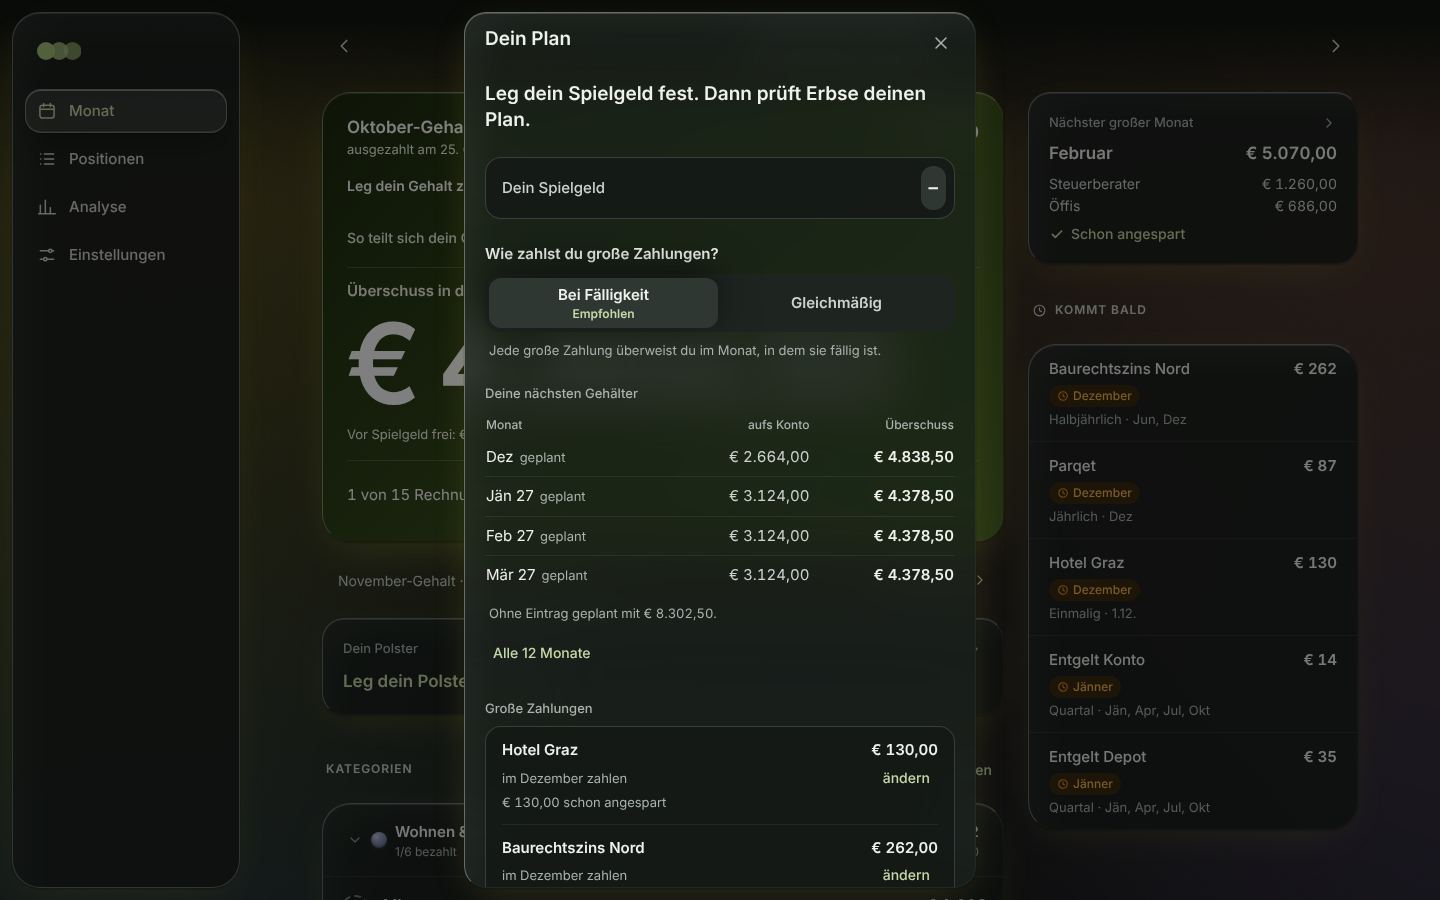 Monat
Positionen
Analyse
Einstellungen
Oktober-Geha
ausgezahlt am 25.
Leg dein Gehalt z
So teilt sich dein
Überschuss in d
€ 4
Vor Spielgeld frei: €
1 von 15 Rechnu
November-Gehalt ·
Dein Polster
Leg dein Polste
KATEGORIEN
en
Wohnen &
1/6 bezahlt
Dein Plan
Leg dein Spielgeld fest. Dann prüft Erbse deinen
Plan.
Dein Spielgeld
–
Wie zahlst du große Zahlungen?
Bei Fälligkeit
Empfohlen
Gleichmäßig
Jede große Zahlung überweist du im Monat, in dem sie fällig ist.
Deine nächsten Gehälter
Monat aufs Konto Überschuss
Dez geplant € 2.664,00 € 4.838,50
Jän 27 geplant € 3.124,00 € 4.378,50
Feb 27 geplant € 3.124,00 € 4.378,50
Mär 27 geplant € 3.124,00 € 4.378,50
Ohne Eintrag geplant mit € 8.302,50.
Alle 12 Monate
Große Zahlungen
Hotel Graz € 130,00
im Dezember zahlen ändern
€ 130,00 schon angespart
Baurechtszins Nord € 262,00
im Dezember zahlen ändern
Nächster großer Monat
Februar € 5.070,00
Steuerberater € 1.260,00
Öffis € 686,00
Schon angespart
KOMMT BALD
Baurechtszins Nord € 262
Dezember
Halbjährlich · Jun, Dez
Parqet € 87
Dezember
Jährlich · Dez
Hotel Graz € 130
Dezember
Einmalig · 1.12.
Entgelt Konto € 14
Jänner
Quartal · Jän, Apr, Jul, Okt
Entgelt Depot € 35
Jänner
Quartal · Jän, Apr, Jul, Okt